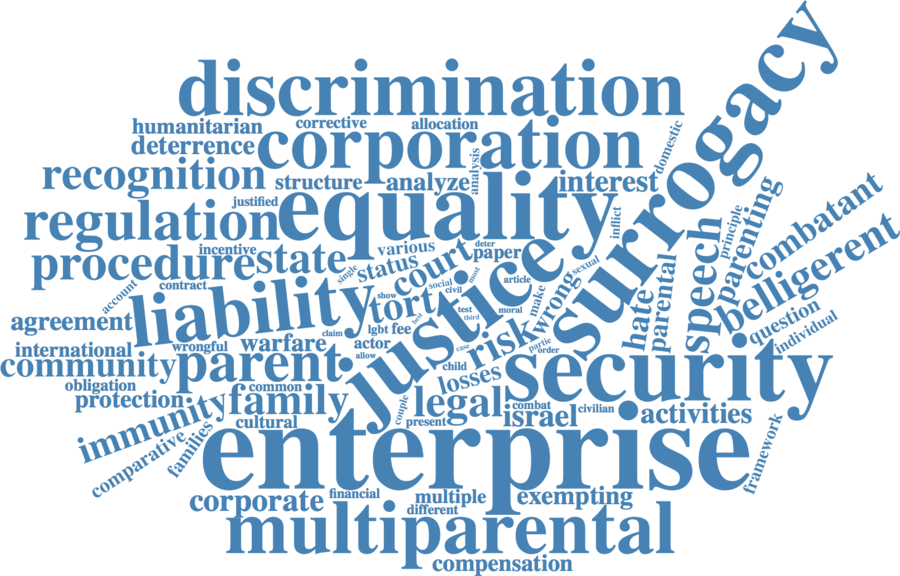 surrogacy
discrimination
humanitarian
corrective
allocation
deterrence
corporation
domestic
recognition
structure
analyze
analysis
interest
justified
equality
regulation
inflict
principle
parenting
combatant
procedure
incentive
state
various
status
court
deter
paper
speech
belligerent
single
account
contract
liability
tort
show
social
civil
most
article
sexual
wrong
justice
make
moral
hate
parental
question
individual
agreement
lgbt
fee
best
test
third
risk
claim
actor
international
wrongful
warfare
allow
case
partie
order
community
parent
child
losses
security
obligation
common
protection
family
couple
legal
combat
civilian
israel
activities
immunity
cultural
present
framework
comparative
families
enterprise
corporate
financial
multiple
exempting
different
multiparental
compensation